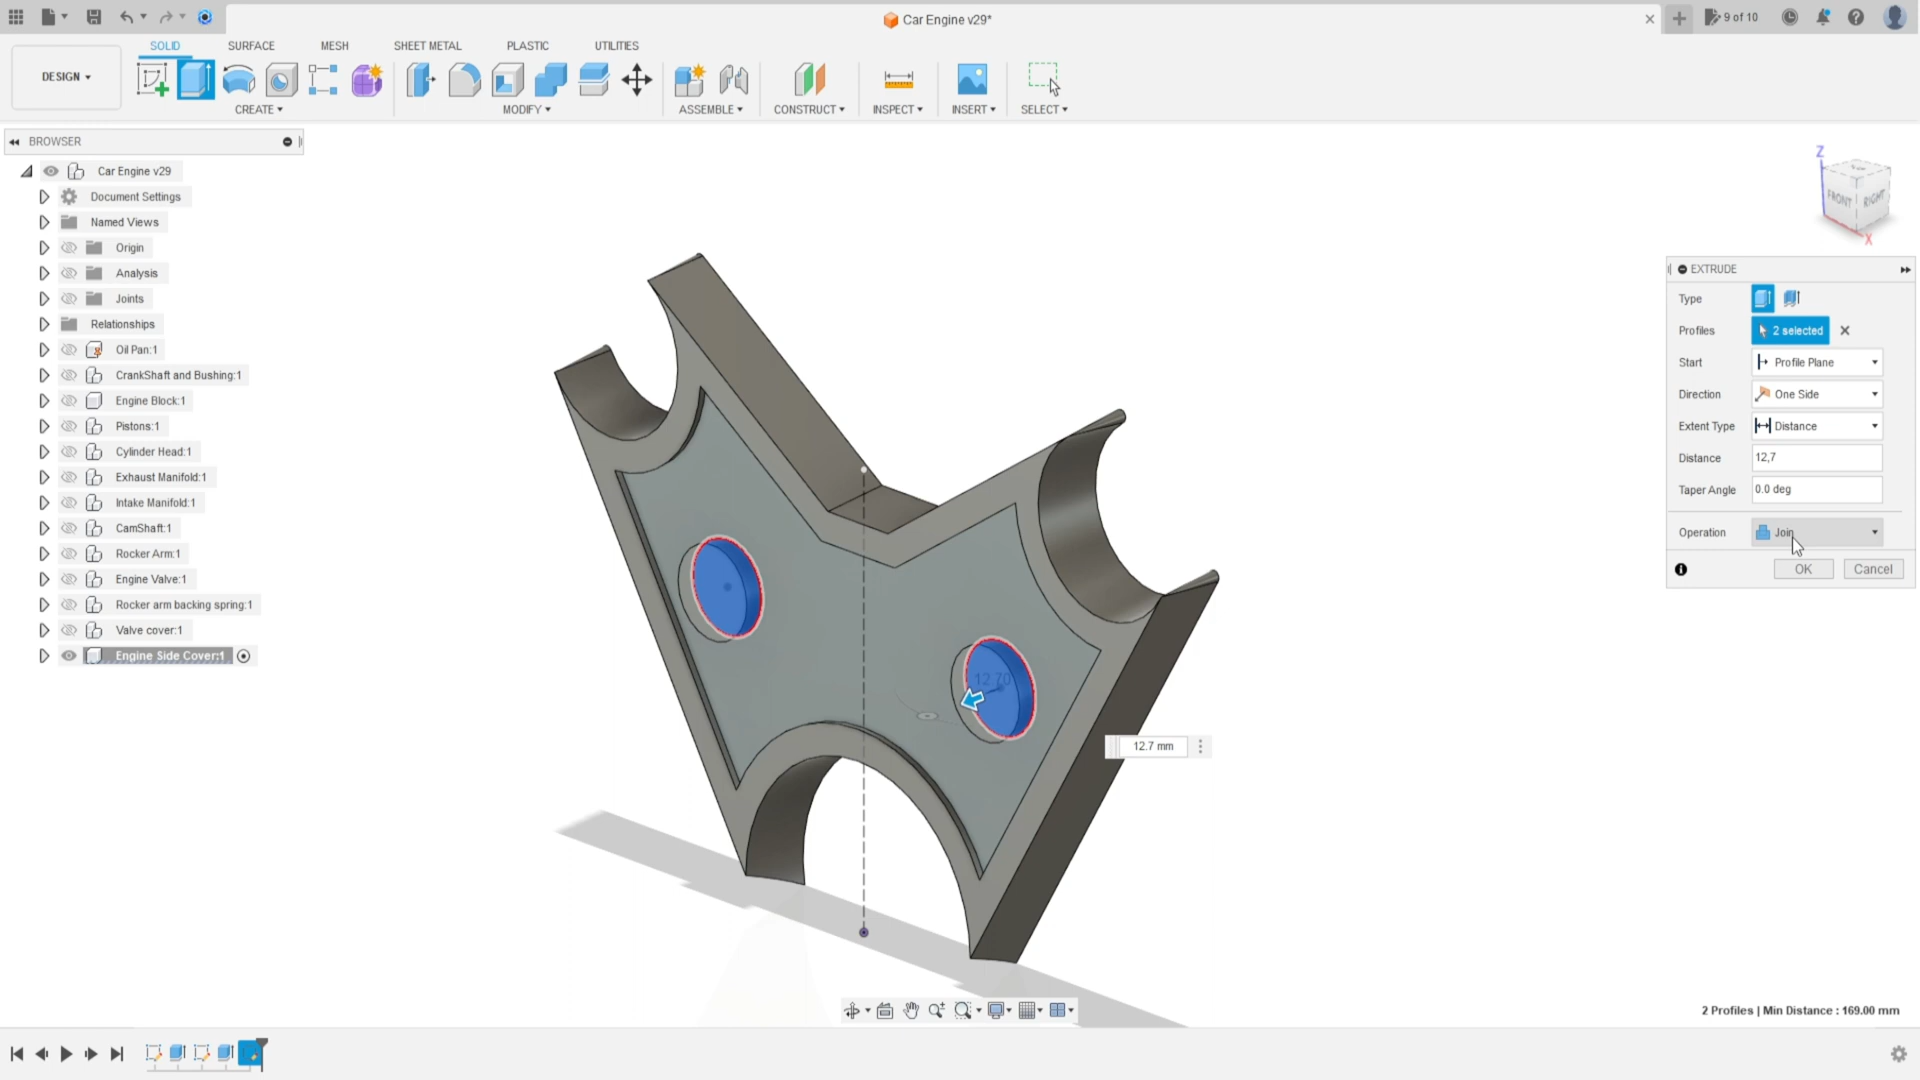 Car Engine v29*
9 of 10
DESIGN
SOLID
SURFACE
MESH
SHEET METAL
PLASTIC
UTILITIES
CREATE
MODIFY
ASSEMBLE
CONSTRUCT
INSPECT
INSERT
SELECT
BROWSER
Car Engine v29
Document Settings
Named Views
Origin
Analysis
Joints
Relationships
Oil Pan:1
CrankShaft and Bushing:1
Engine Block:1
Pistons:1
Cylinder Head:1
Exhaust Manifold:1
Intake Manifold:1
CamShaft:1
Rocker Arm:1
Engine Valve:1
Rocker arm backing spring:1
Valve cover:1
Engine Side Cover:1
12.70
12.7 mm
Z
FRONT
RIGHT
X
EXTRUDE
Type
Profiles 2 selected
Start Profile Plane
Direction One Side
Extent Type Distance
Distance 12,7
Taper Angle 0.0 deg
Operation Join
OK Cancel
2 Profiles | Min Distance : 169.00 mm